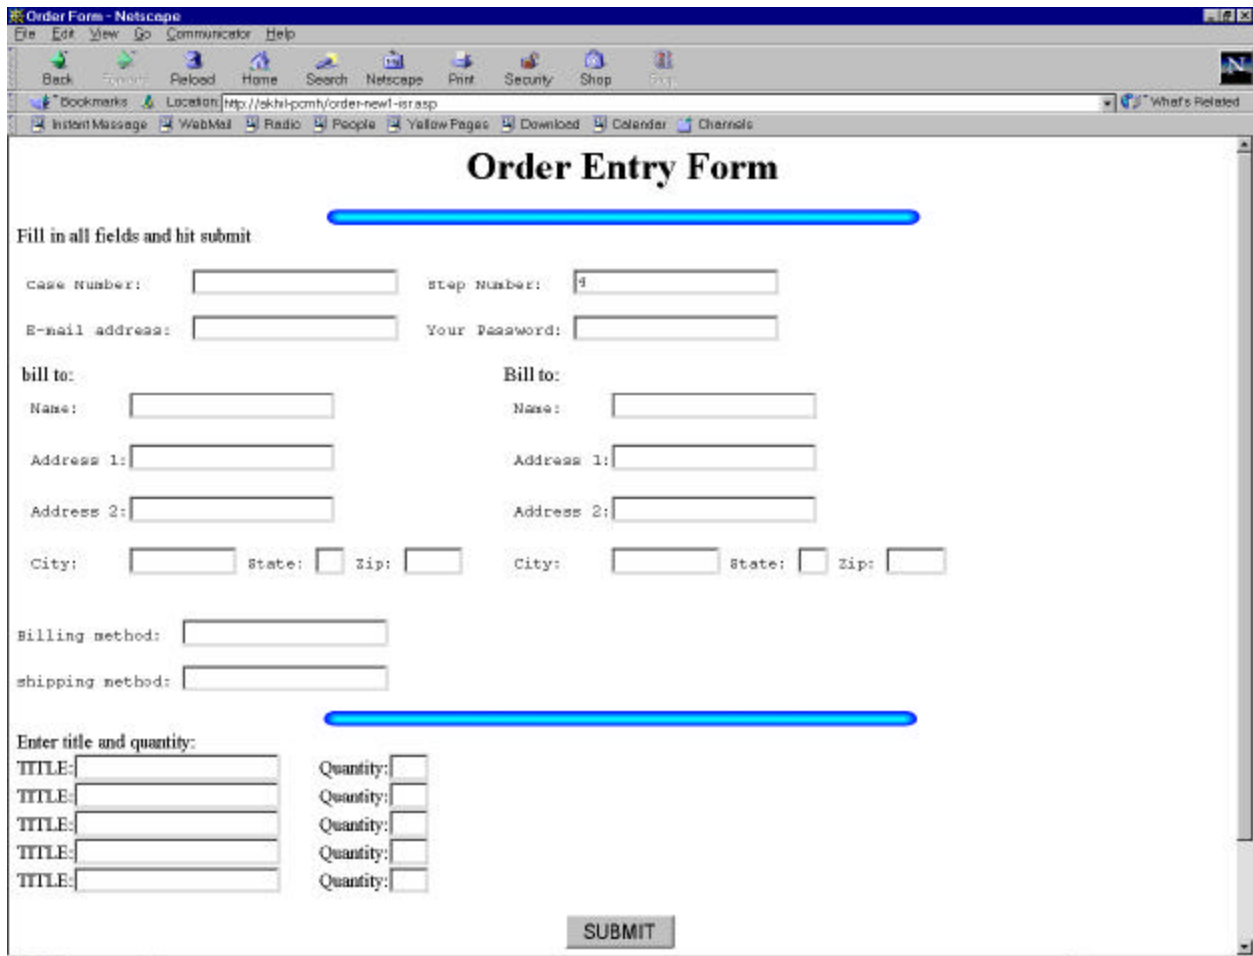 Order Form - Netscape
File Edit View Go Communicator Help
Back Forward Reload Home Search Netscape Print Security Shop Stop
N
Bookmarks Location: http://akhil-pcmh/order-new1-isr.asp What's Related
Instant Message WebMail Radio People Yellow Pages Download Calendar Channels
Order Entry Form
Fill in all fields and hit submit
Case Number: Step Number: 4
E-mail address: Your Password:
bill to: Bill to:
Name: Name:
Address 1: Address 1:
Address 2: Address 2:
City: State: Zip: City: State: Zip:
Billing method:
shipping method:
Enter title and quantity:
TITLE: Quantity:
TITLE: Quantity:
TITLE: Quantity:
TITLE: Quantity:
TITLE: Quantity:
SUBMIT